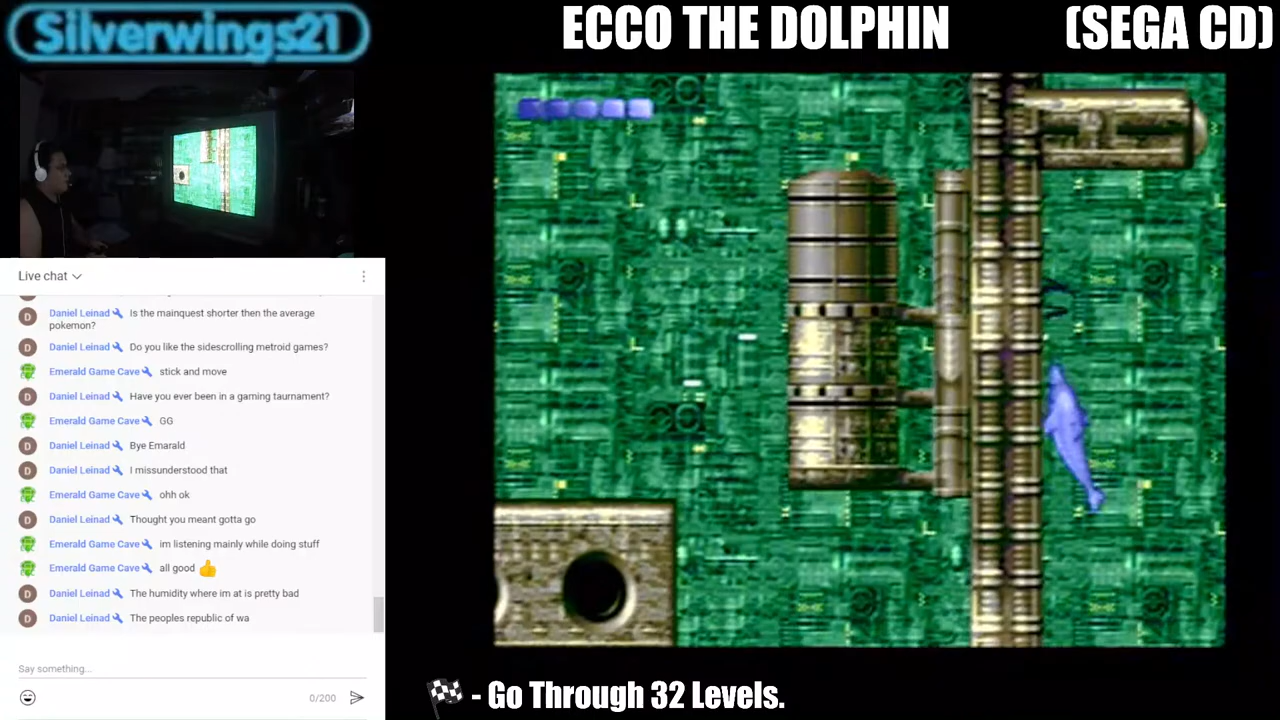 Silverwings21
ECCO THE DOLPHIN (SEGA CD)
Live chat
Daniel Leinad Is the mainquest shorter then the average
pokemon?
Daniel Leinad Do you like the sidescrolling metroid games?
Emerald Game Cave stick and move
Daniel Leinad Have you ever been in a gaming taurnament?
Emerald Game Cave GG
Daniel Leinad Bye Emarald
Daniel Leinad I missunderstood that
Emerald Game Cave ohh ok
Daniel Leinad Thought you meant gotta go
Emerald Game Cave im listening mainly while doing stuff
Emerald Game Cave all good 👍
Daniel Leinad The humidity where im at is pretty bad
Daniel Leinad The peoples republic of wa
Say something...
0/200
- Go Through 32 Levels.